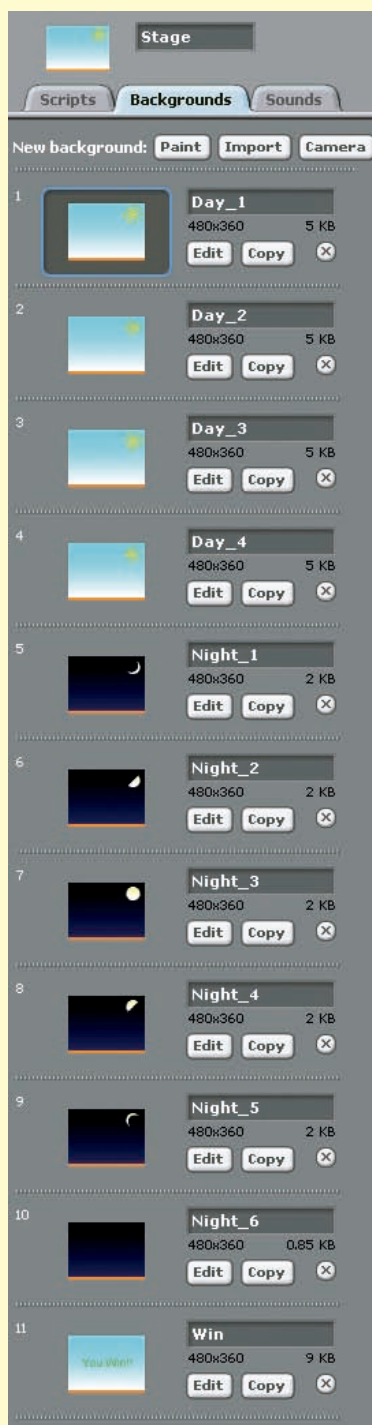 Stage
Scripts Backgrounds Sounds
New background: Paint Import Camera
1 Day_1
480x360 5 KB
Edit Copy
2 Day_2
480x360 5 KB
Edit Copy
3 Day_3
480x360 5 KB
Edit Copy
4 Day_4
480x360 5 KB
Edit Copy
5 Night_1
480x360 2 KB
Edit Copy
6 Night_2
480x360 2 KB
Edit Copy
7 Night_3
480x360 2 KB
Edit Copy
8 Night_4
480x360 2 KB
Edit Copy
9 Night_5
480x360 2 KB
Edit Copy
10 Night_6
480x360 0.85 KB
Edit Copy
11 Win
You Win!!
480x360 9 KB
Edit Copy